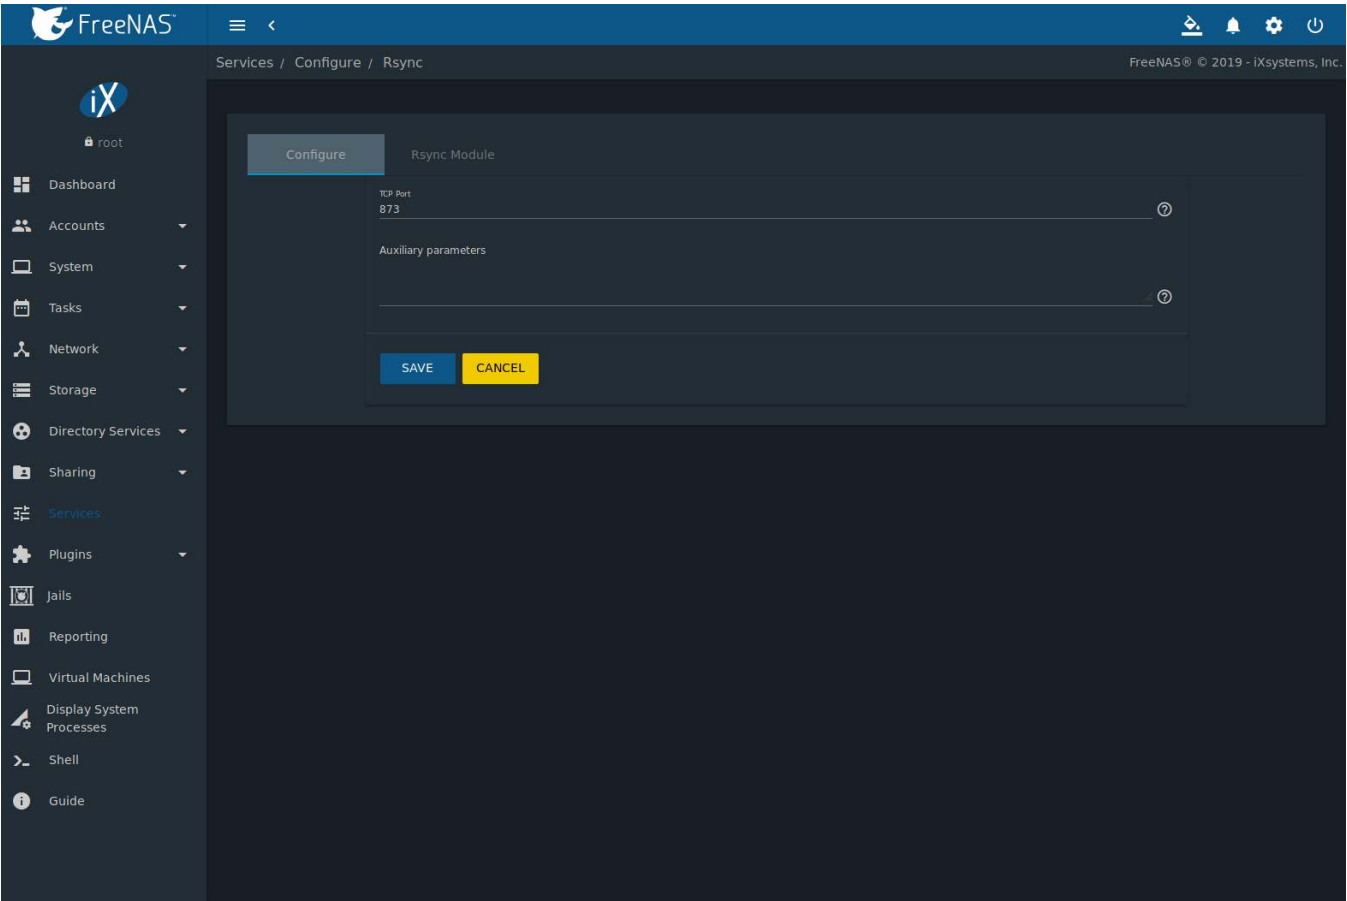 FreeNAS®
Services / Configure / Rsync
FreeNAS® © 2019 - iXsystems, Inc.
iX
root
Dashboard
Accounts
System
Tasks
Network
Storage
Directory Services
Sharing
Services
Plugins
Jails
Reporting
Virtual Machines
Display System
Processes
Shell
Guide
Configure
Rsync Module
TCP Port
873
Auxiliary parameters
SAVE
CANCEL